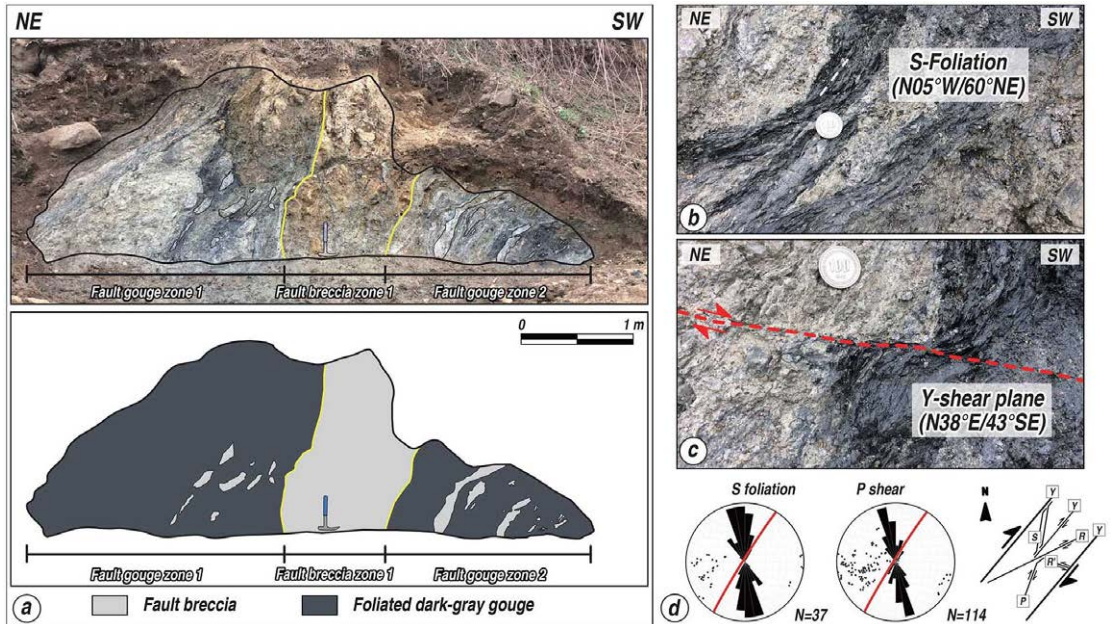 NE
SW
Fault gouge zone 1
Fault breccia zone 1
Fault gouge zone 2
0
1 m
Fault gouge zone 1
Fault breccia zone 1
Fault gouge zone 2
a
Fault breccia
Foliated dark-gray gouge
NE
SW
S-Foliation
(N05°W/60°NE)
b
NE
SW
100
Y-shear plane
(N38°E/43°SE)
c
S foliation
P shear
N=37
N=114
d
N
Y
Y
Y
S
R
R'
P